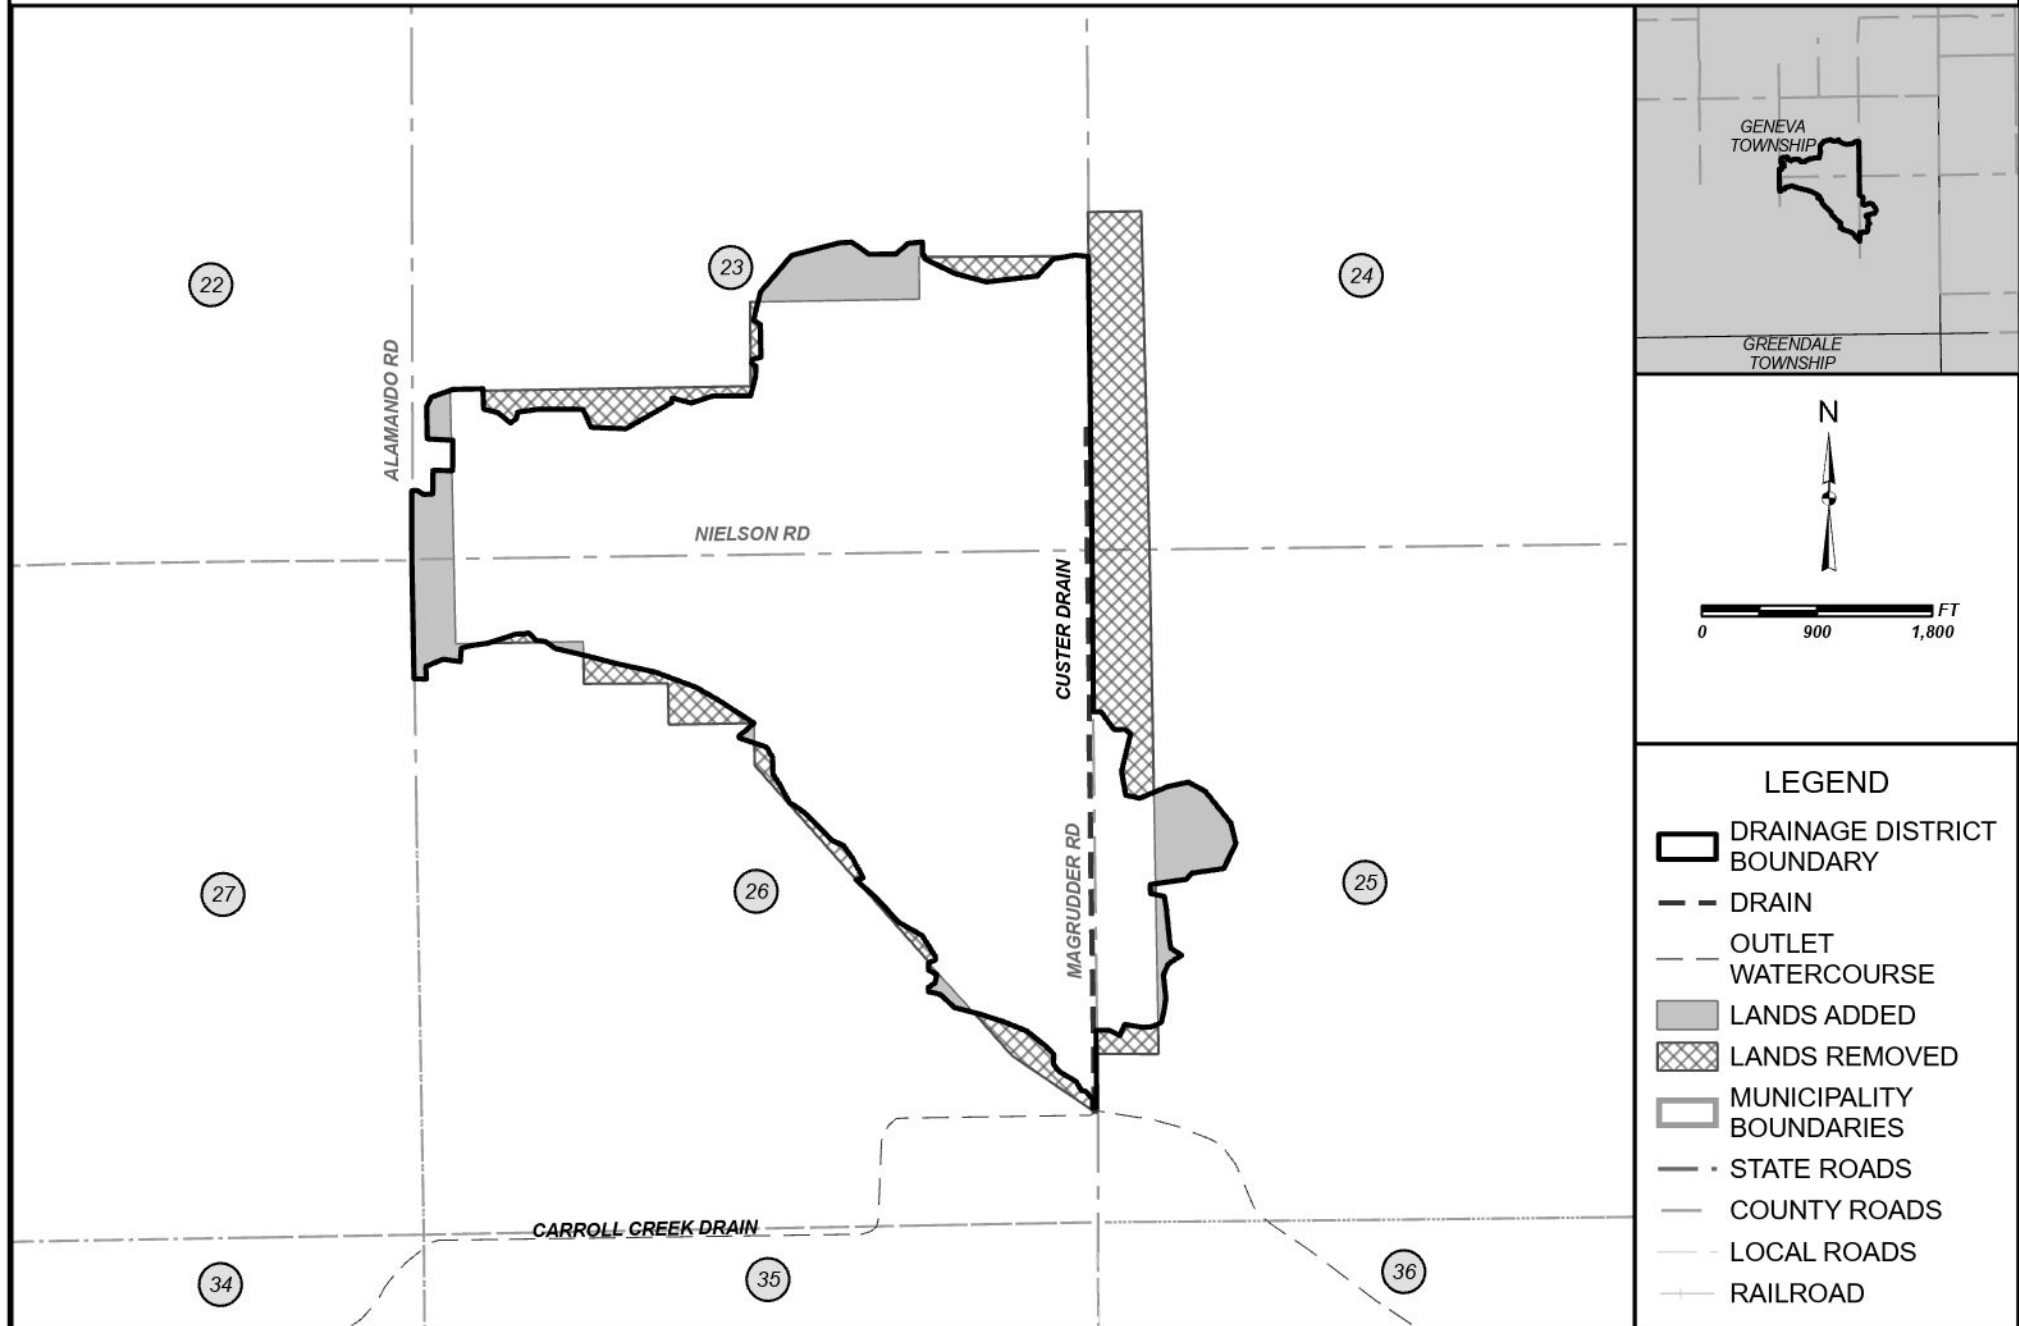 22
23
24
ALAMANDO RD
NIELSON RD
CUSTER DRAIN
MAGRUDDER RD
27
26
25
CARROLL CREEK DRAIN
34
35
36
GENEVA
TOWNSHIP
GREENDALE
TOWNSHIP
N
FT
0 900 1,800
LEGEND
DRAINAGE DISTRICT
BOUNDARY
DRAIN
OUTLET
WATERCOURSE
LANDS ADDED
LANDS REMOVED
MUNICIPALITY
BOUNDARIES
STATE ROADS
COUNTY ROADS
LOCAL ROADS
RAILROAD